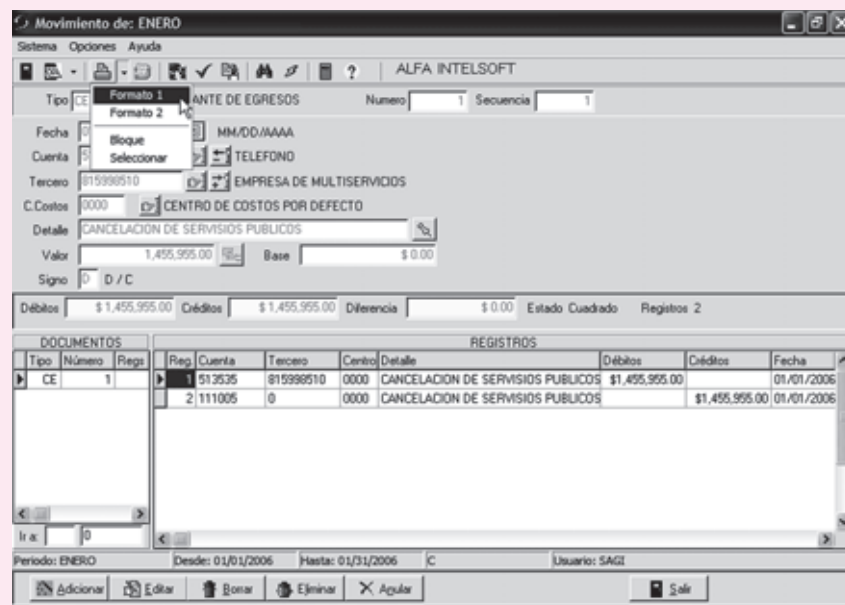 Movimiento de: ENERO
Sistema Opciones Ayuda
ALFA INTELSOFT
Tipo CE ANTE DE EGRESOS Numero 1 Secuencia 1
Formato 1
Formato 2
Bloque
Seleccionar
Fecha 0 MM/DD/AAAA
Cuenta 5 TELEFONO
Tercero 815998510 EMPRESA DE MULTISERVICIOS
C.Costos 0000 CENTRO DE COSTOS POR DEFECTO
Detalle CANCELACION DE SERVISIOS PUBLICOS
Valor 1,455,955.00 Base $ 0.00
Signo D D / C
Débitos $ 1,455,955.00 Créditos $ 1,455,955.00 Diferencia $ 0.00 Estado Cuadrado Registros 2
DOCUMENTOS REGISTROS
Tipo Número Regs Reg Cuenta Tercero Centro Detalle Débitos Créditos Fecha
CE 1 1 513535 815998510 0000 CANCELACION DE SERVISIOS PUBLICOS $1,455,955.00 01/01/2006
2 111005 0 0000 CANCELACION DE SERVISIOS PUBLICOS $1,455,955.00 01/01/2006
Ir a: 0
Periodo: ENERO Desde: 01/01/2006 Hasta: 01/31/2006 C Usuario: SAGI
Adicionar Editar Borrar Eliminar Anular Salir